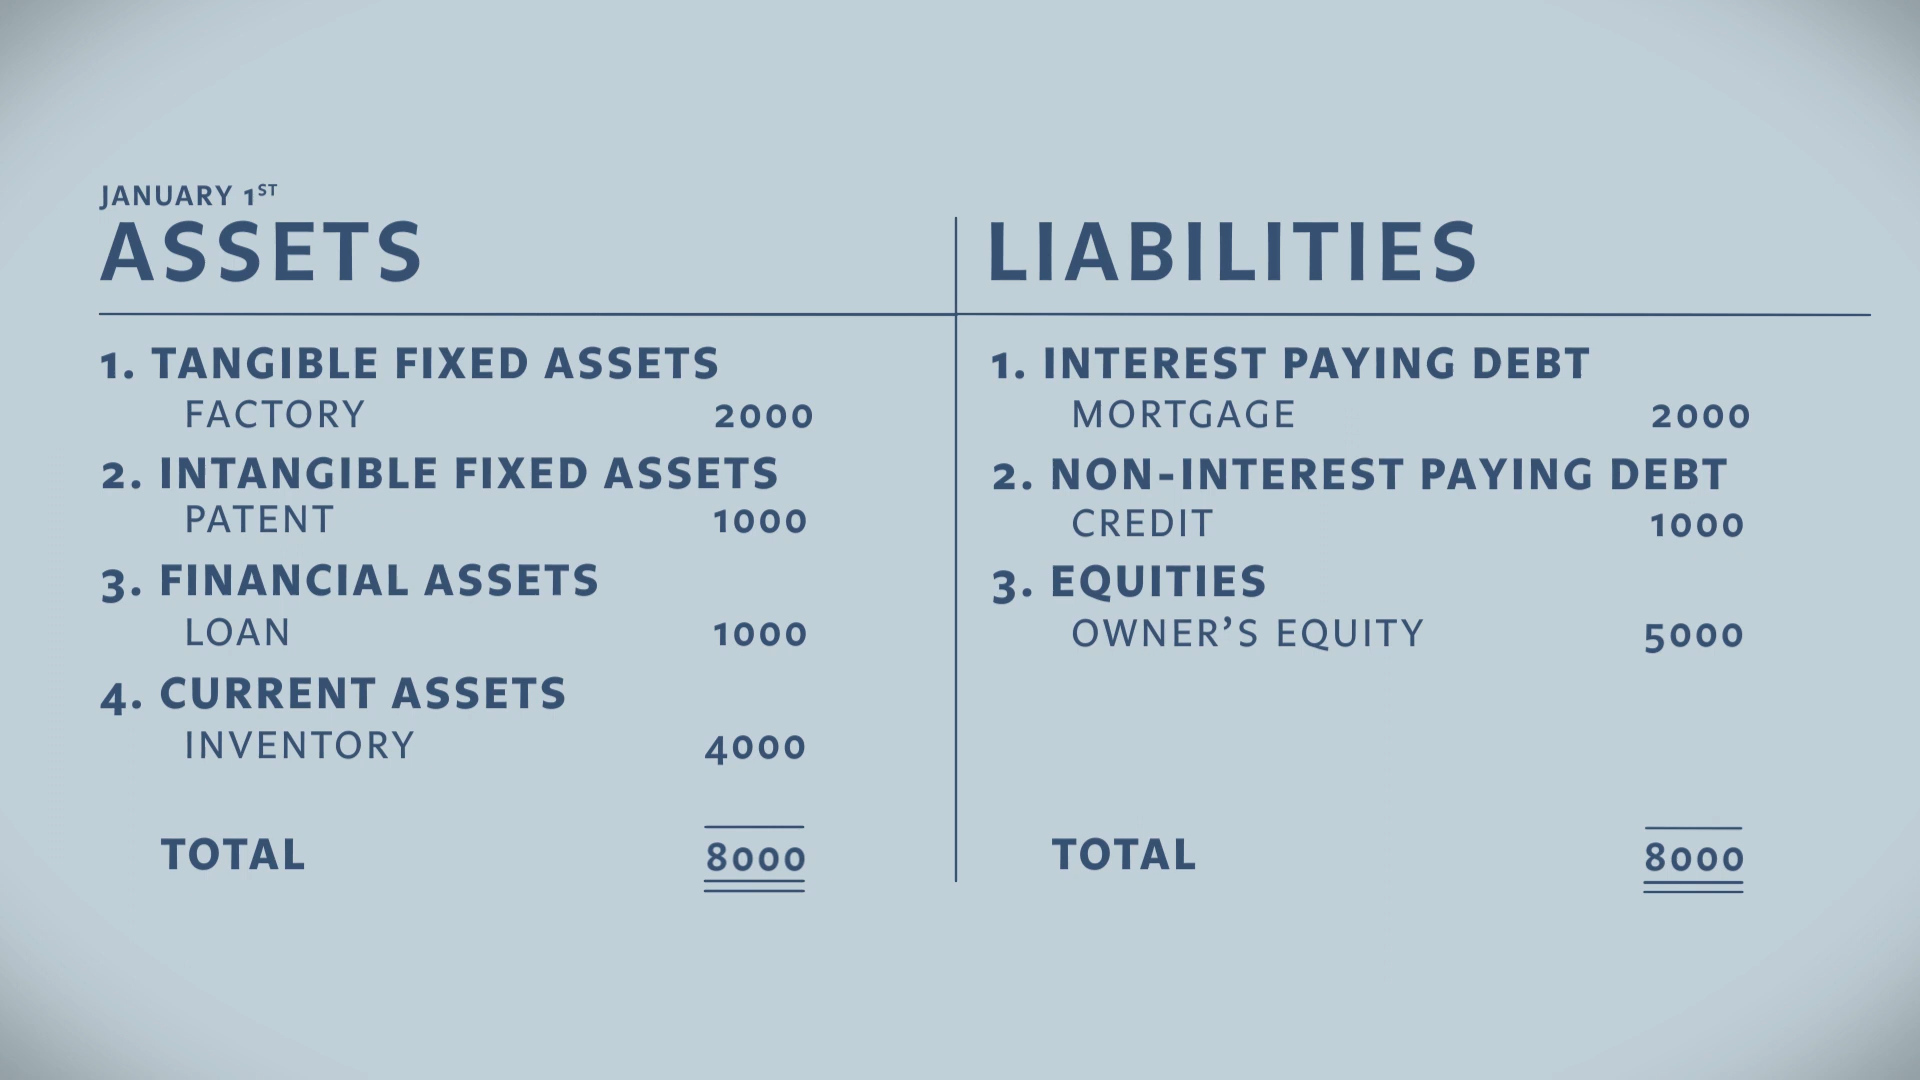 JANUARY 1ST
ASSETS
1. TANGIBLE FIXED ASSETS
FACTORY 2000
2. INTANGIBLE FIXED ASSETS
PATENT 1000
3. FINANCIAL ASSETS
LOAN 1000
4. CURRENT ASSETS
INVENTORY 4000
TOTAL 8000
LIABILITIES
1. INTEREST PAYING DEBT
MORTGAGE 2000
2. NON-INTEREST PAYING DEBT
CREDIT 1000
3. EQUITIES
OWNER’S EQUITY 5000
TOTAL 8000